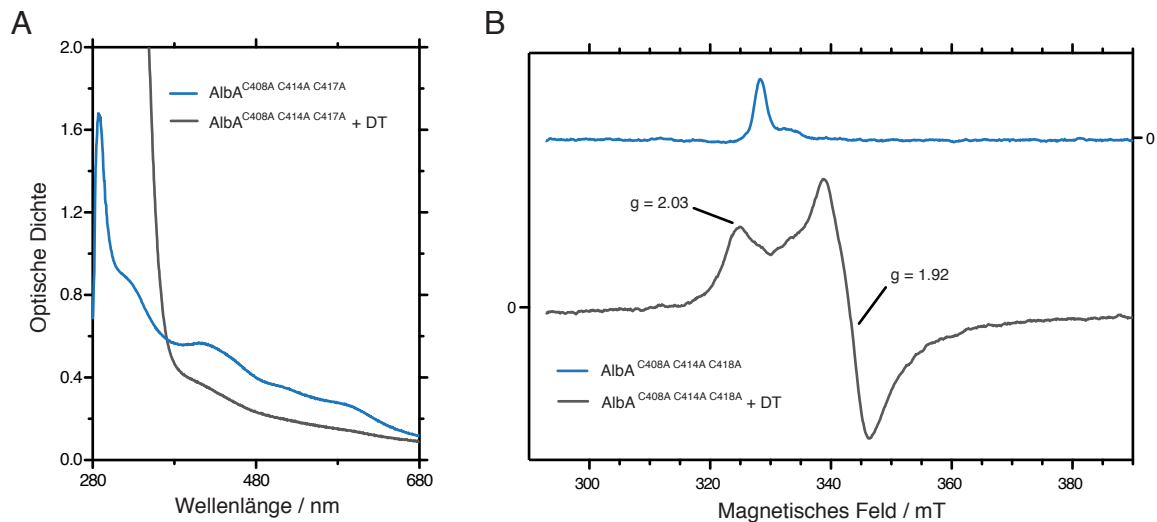 A
2.0
1.6
1.2
0.8
0.4
0.0
Optische Dichte
280
480
680
Wellenlänge / nm
AlbA^C408A C414A C417A
AlbA^C408A C414A C417A + DT
B
0
g = 2.03
g = 1.92
0
AlbA^C408A C414A C418A
AlbA^C408A C414A C418A + DT
300
320
340
360
380
Magnetisches Feld / mT